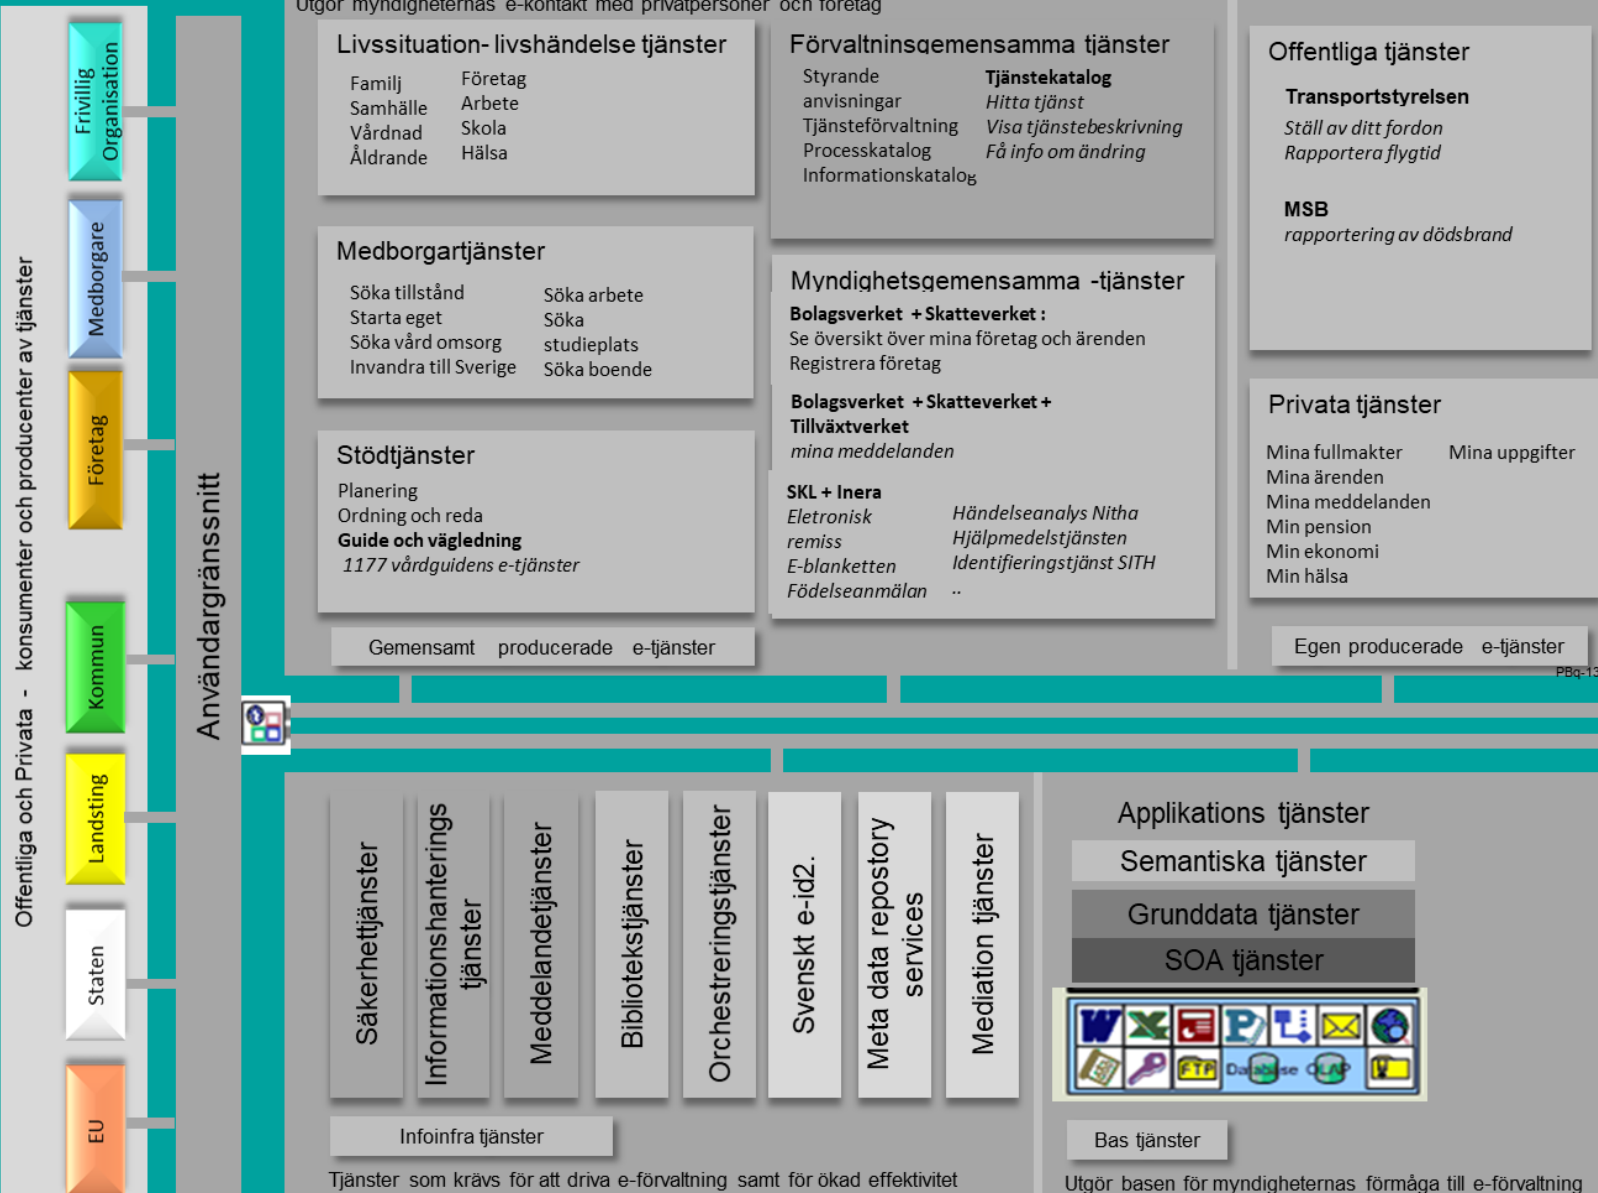 Utgör myndigheternas e-kontakt med privatpersoner och företag
Offentliga och Privata - konsumenter och producenter av tjänster
Frivillig
Organisation
Medborgare
Företag
Kommun
Landsting
Staten
EU
Användargränssnitt
Livssituation- livshändelse tjänster
Familj
Samhälle
Vårdnad
Åldrande
Företag
Arbete
Skola
Hälsa
Medborgartjänster
Söka tillstånd
Starta eget
Söka vård omsorg
Invandra till Sverige
Söka arbete
Söka
studieplats
Söka boende
Stödtjänster
Planering
Ordning och reda
Guide och vägledning
1177 vårdguidens e-tjänster
Gemensamt producerade e-tjänster
Förvaltninsgemensamma tjänster
Styrande
anvisningar
Tjänsteförvaltning
Processkatalog
Informationskatalog
Tjänstekatalog
Hitta tjänst
Visa tjänstebeskrivning
Få info om ändring
Myndighetsgemensamma -tjänster
Bolagsverket + Skatteverket :
Se översikt över mina företag och ärenden
Registrera företag
Bolagsverket + Skatteverket +
Tillväxtverket
mina meddelanden
SKL + Inera
Eletronisk
remiss
E-blanketten
Födelseanmälan
Händelseanalys Nitha
Hjälpmedelstjänsten
Identifieringstjänst SITH
..
Offentliga tjänster
Transportstyrelsen
Ställ av ditt fordon
Rapportera flygtid
MSB
rapportering av dödsbrand
Privata tjänster
Mina fullmakter
Mina ärenden
Mina meddelanden
Min pension
Min ekonomi
Min hälsa
Mina uppgifter
Egen producerade e-tjänster
PBq-13
Säkerhettjänster
Informationshanterings
tjänster
Meddelandetjänster
Bibliotekstjänster
Orchestreringstjänster
Svenskt e-id2.
Meta data repostory
services
Mediation tjänster
Infoinfra tjänster
Tjänster som krävs för att driva e-förvaltning samt för ökad effektivitet
Applikations tjänster
Semantiska tjänster
Grunddata tjänster
SOA tjänster
FTP
Database
OLAP
Bas tjänster
Utgör basen för myndigheternas förmåga till e-förvaltning